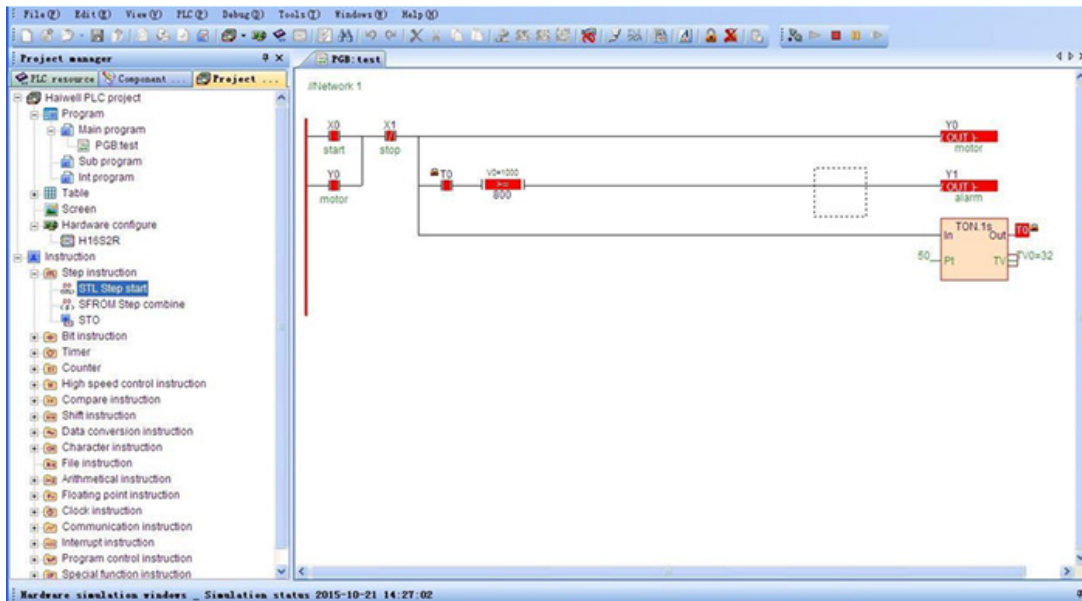 File(F) Edit(E) View(V) PLC(P) Debug(D) Tools(T) Windows(W) Help(H)
Project manager
PLC resource Component ... Project ...
Haiwell PLC project
Program
Main program
PGB:test
Sub program
Int program
Table
Screen
Hardware configure
H16S2R
Instruction
Step instruction
STL Step start
SFROM Step combine
STO
Bit instruction
Timer
Counter
High speed control instruction
Compare instruction
Shift instruction
Data conversion instruction
Character instruction
File instruction
Arithmetical instruction
Floating point instruction
Clock instruction
Communication instruction
Interrupt instruction
Program control instruction
Special function instruction
PGB:test
//Network 1
X0 X1 Y0
OUT
start stop motor
Y0 T0 V0=1000 Y1
>= OUT
motor 800 alarm
TON.1s
In Out T0
50 Pt TV TV0=32
Hardware simulation windows _ Simulation status 2015-10-21 14:27:02